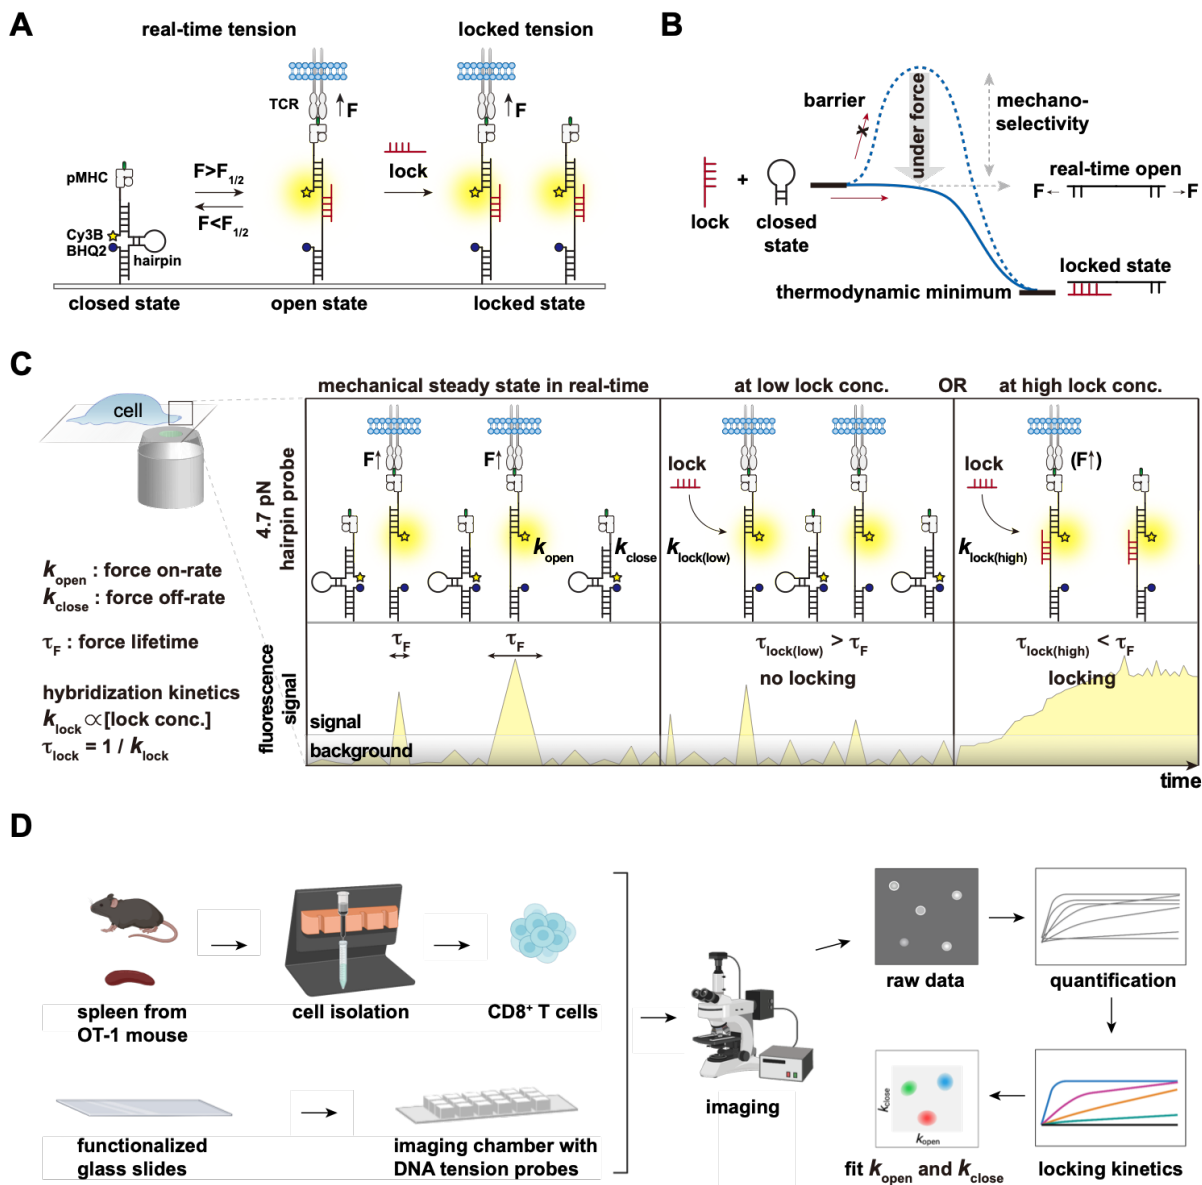 A
real-time tension
locked tension
TCR
F
F
pMHC
F>F1/2
F<F1/2
lock
Cy3B
BHQ2
hairpin
closed state
open state
locked state
B
barrier
under force
mechano-
selectivity
real-time open
F
F
lock
+
closed
state
locked state
thermodynamic minimum
C
cell
mechanical steady state in real-time
at low lock conc.
OR
at high lock conc.
4.7 pN
hairpin probe
F
F
kopen
kclose
lock
klock(low)
lock
(F)
klock(high)
kopen : force on-rate
kclose : force off-rate
τF : force lifetime
hybridization kinetics
klock ∝[lock conc.]
τlock = 1 / klock
fluorescence
signal
signal
background
τF
τF
τlock(low) > τF
no locking
τlock(high) < τF
locking
time
D
spleen from
OT-1 mouse
cell isolation
CD8+ T cells
functionalized
glass slides
imaging chamber with
DNA tension probes
imaging
raw data
quantification
kclose
kopen
fit kopen and kclose
locking kinetics